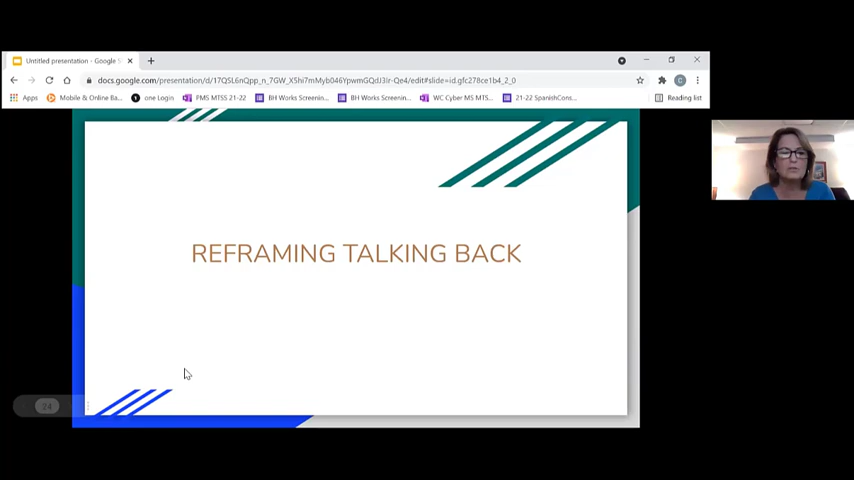 Untitled presentation - Google S
docs.google.com/presentation/d/17QSL6nQpp_n_7GW_X5hi7mMyb046YpwmGQdJ3Ir-Qe4/edit#slide=id.gfc278ce1b4_2_0
Apps
Mobile & Online Ba...
one Login
PMS MTSS 21-22
BH Works Screenin...
BH Works Screenin...
WC Cyber MS MTS...
21-22 SpanishCons...
Reading list
REFRAMING TALKING BACK
24